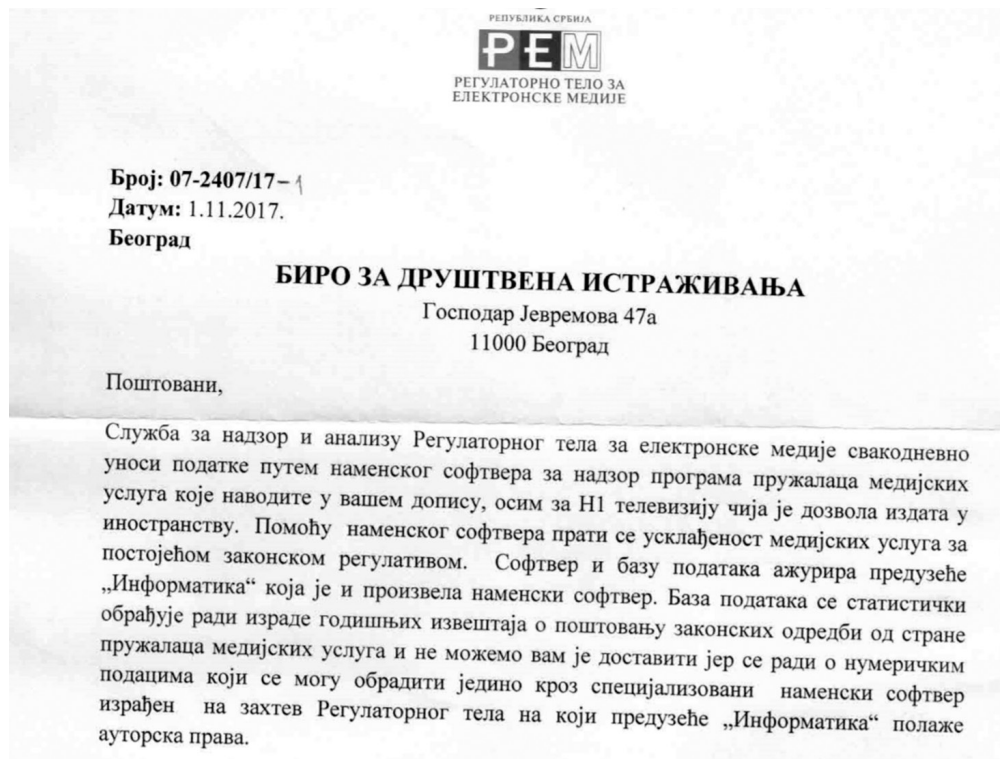 РЕПУБЛИКА СРБИЈА
РЕМ
РЕГУЛАТОРНО ТЕЛО ЗА
ЕЛЕКТРОНСКЕ МЕДИЈЕ
Број: 07-2407/17-1
Датум: 1.11.2017.
Београд
БИРО ЗА ДРУШТВЕНА ИСТРАЖИВАЊА
Господар Јевремова 47а
11000 Београд
Поштовани,
Служба за надзор и анализу Регулаторног тела за електронске медије свакодневно
уноси податке путем наменског софтвера за надзор програма пружалаца медијских
услуга које наводите у вашем допису, осим за Н1 телевизију чија је дозвола издата у
иностранству. Помоћу наменског софтвера прати се усклађеност медијских услуга за
постојећом законском регулативом. Софтвер и базу података ажурира предузеће
„Информатика“ која је и произвела наменски софтвер. База података се статистички
обрађује ради израде годишњих извештаја о поштовању законских одредби од стране
пружалаца медијских услуга и не можемо вам је доставити јер се ради о нумеричким
подацима који се могу обрадити једино кроз специјализовани наменски софтвер
израђен на захтев Регулаторног тела на који предузеће „Информатика“ полаже
ауторска права.